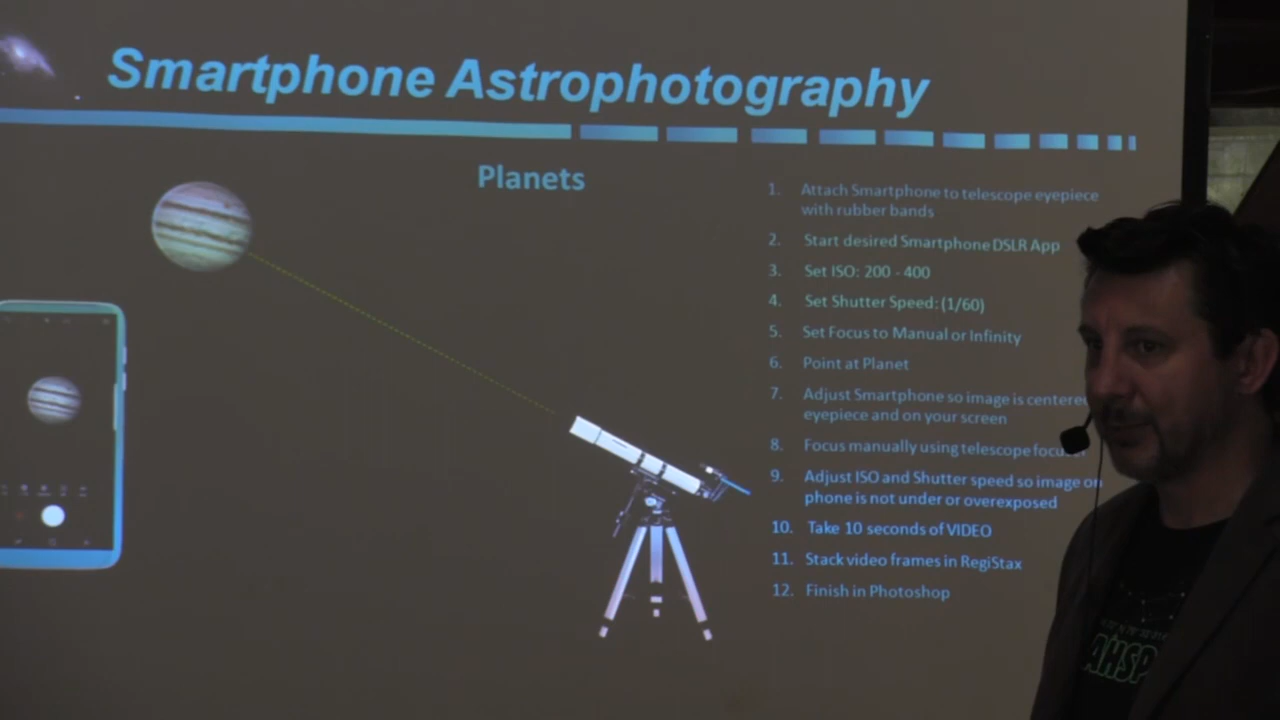 Smartphone Astrophotography
Planets
1. Attach Smartphone to telescope eyepiece
with rubber bands
2. Start desired Smartphone DSLR App
3. Set ISO: 200 - 400
4. Set Shutter Speed: (1/60)
5. Set Focus to Manual or Infinity
6. Point at Planet
7. Adjust Smartphone so image is centered
eyepiece and on your screen
8. Focus manually using telescope
9. Adjust ISO and Shutter speed so image on
phone is not under or overexposed
10. Take 10 seconds of VIDEO
11. Stack video frames in RegiStax
12. Finish in Photoshop